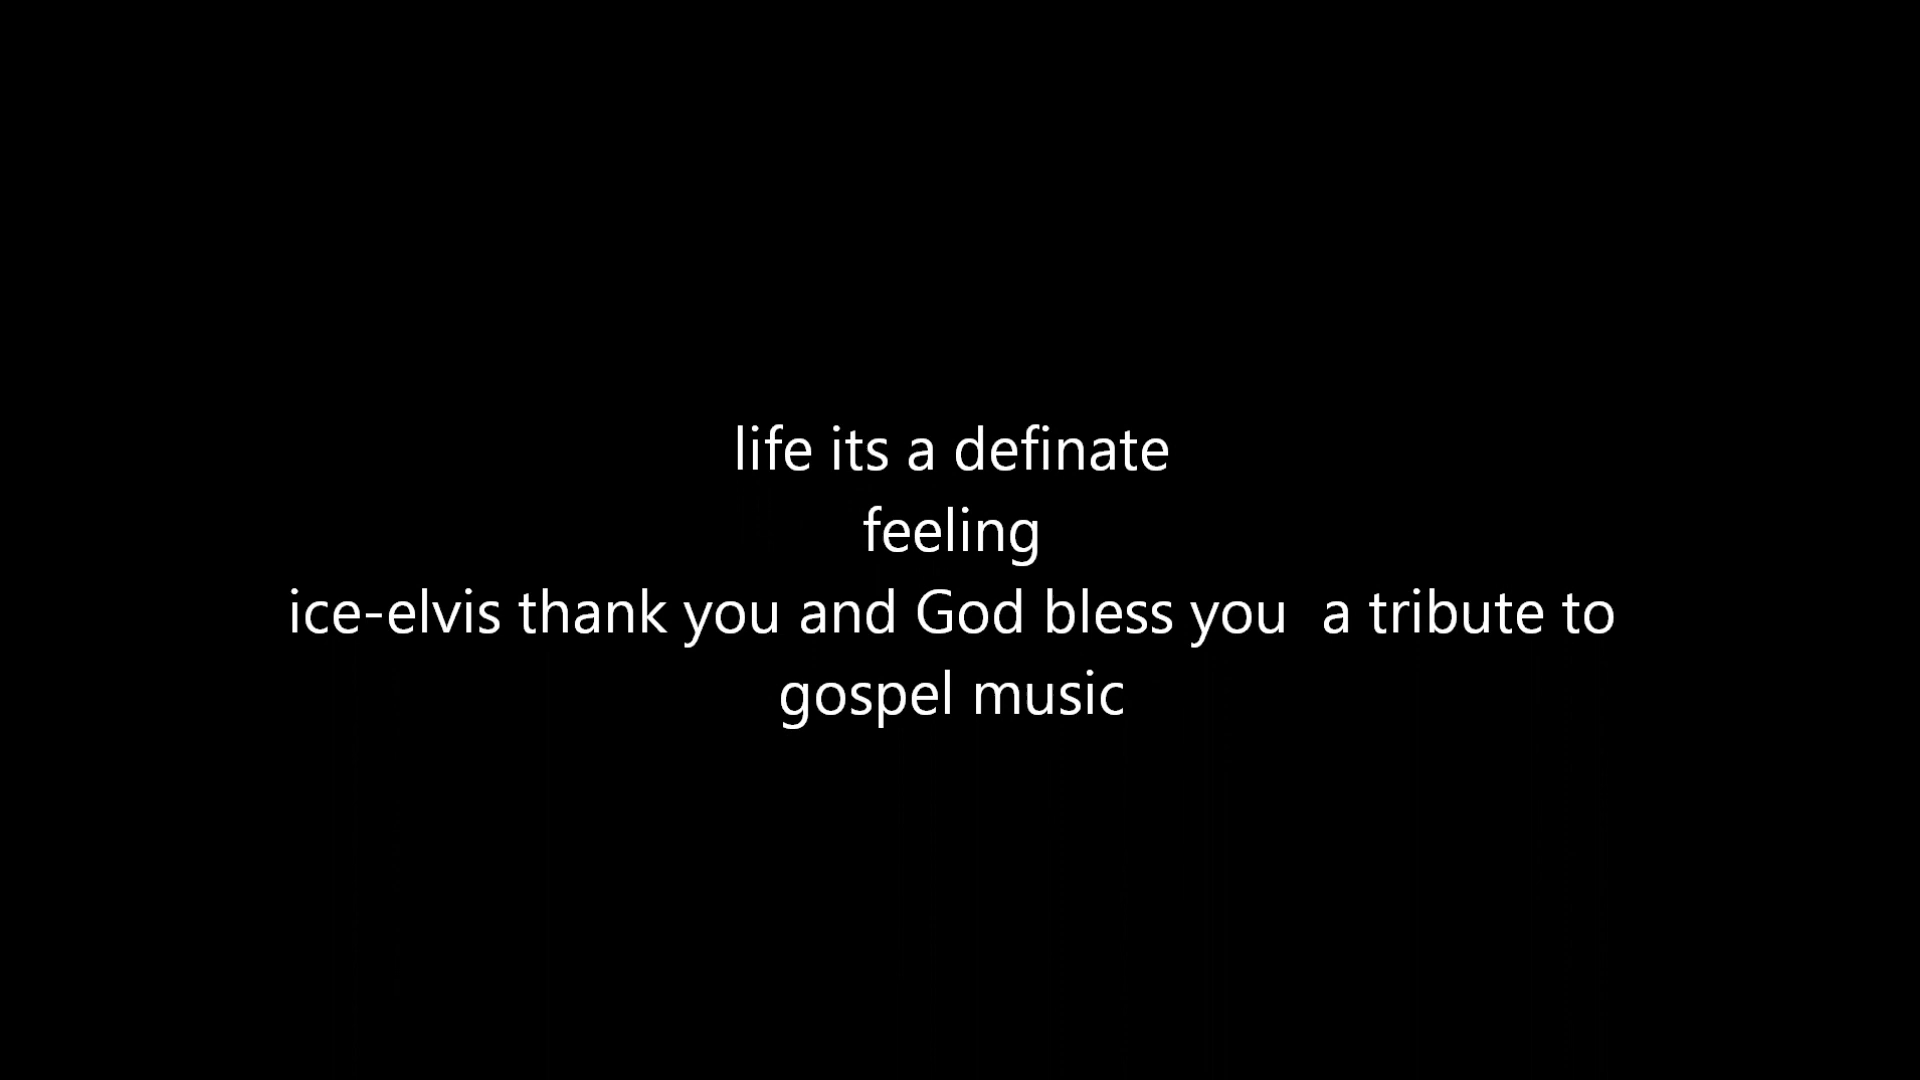 life its a definate
feeling
ice-elvis thank you and God bless you  a tribute to
gospel music